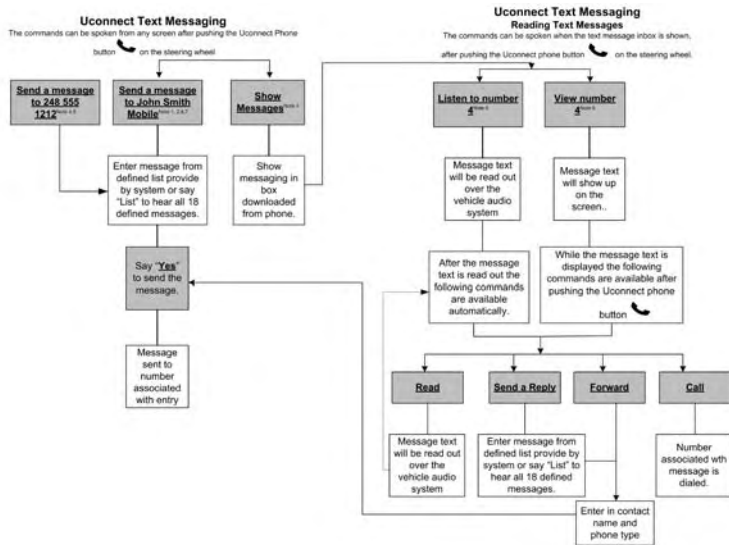 Uconnect Text Messaging
The commands can be spoken from any screen after pushing the Uconnect Phone
button on the steering wheel
Send a message
to 248 555
1212
Send a message
to John Smith
Mobile
Show
Messages
Enter message from
defined list provide
by system or say
“List” to hear all 18
defined messages.
Show
messaging in
box
downloaded
from phone.
Say “Yes”
to send the
message.
Message
sent to
number
associated
with entry
Uconnect Text Messaging
Reading Text Messages
The commands can be spoken when the text message inbox is shown,
after pushing the Uconnect phone button on the steering wheel.
Listen to number
4
View number
4
Message text
will be read out
over the
vehicle audio
system
Message text
will show up
on the
screen..
After the message
text is read out the
following commands
are available
automatically.
While the message text is
displayed the following
commands are available after
pushing the Uconnect phone
button
Read
Send a Reply
Forward
Call
Message text
will be read out
over the
vehicle audio
system
Enter message from
defined list provide by
system or say “List” to
hear all 18 defined
messages.
Number
associated wth
message is
dialed.
Enter in contact
name and
phone type